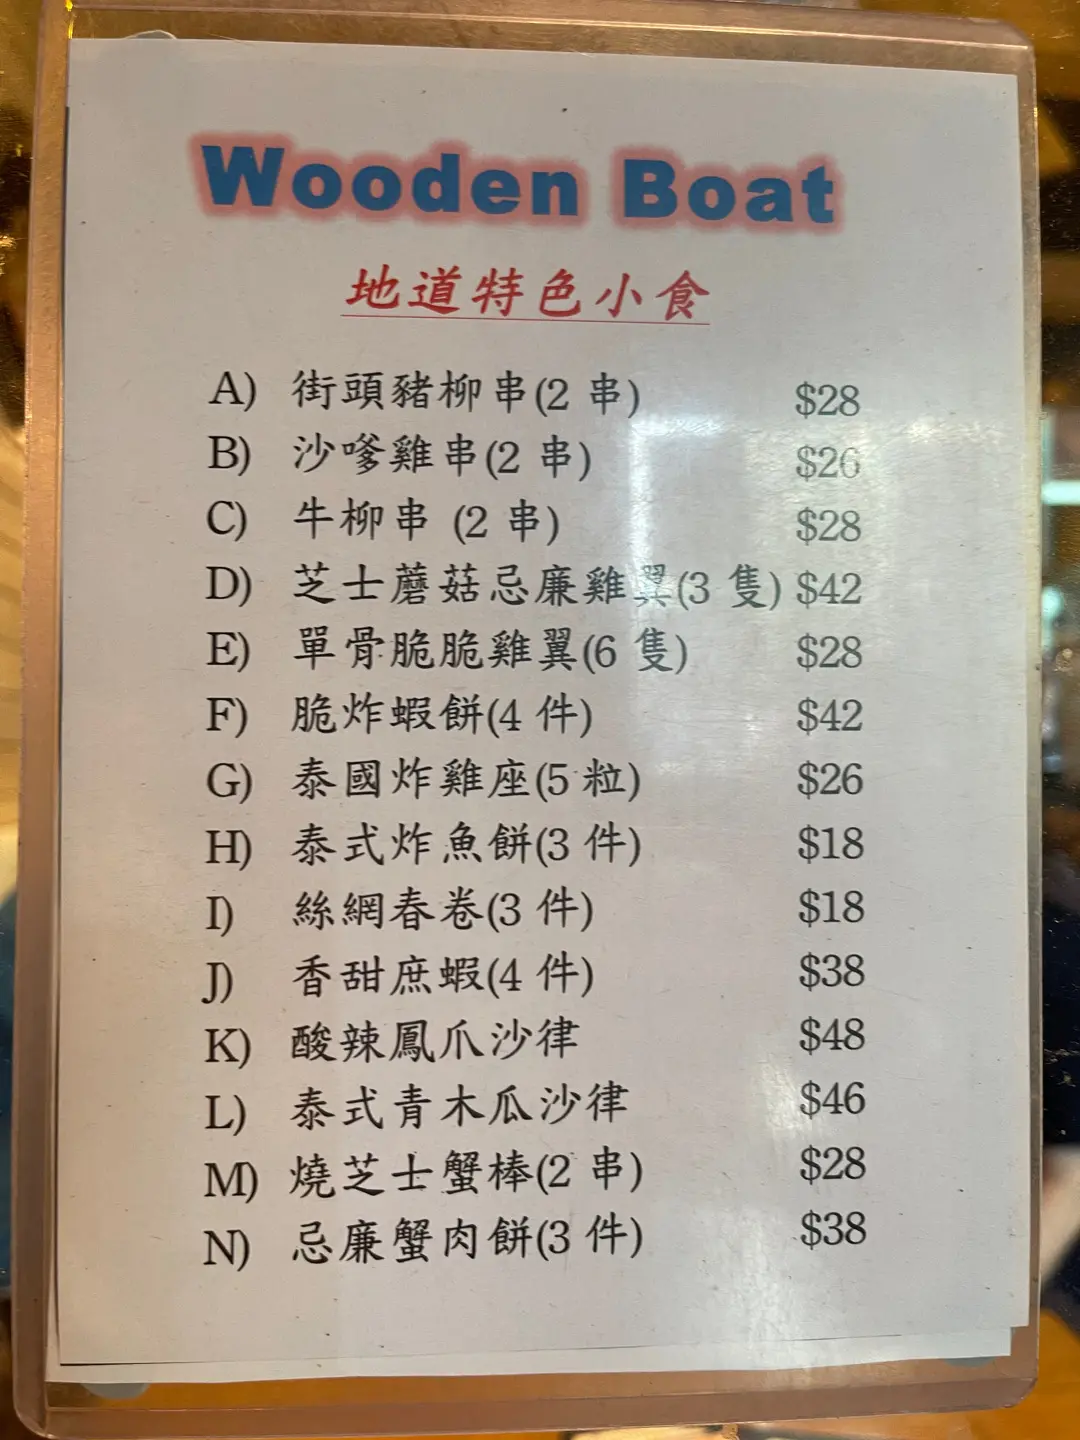 Wooden Boat
地道特色小食
A) 街頭豬柳串(2 串) $28
B) 沙嗲雞串(2 串) $26
C) 牛柳串 (2 串) $28
D) 芝士蘑菇忌廉雞翼(3 隻) $42
E) 單骨脆脆雞翼(6 隻) $28
F) 脆炸蝦餅(4 件) $42
G) 泰國炸雞座(5 粒) $26
H) 泰式炸魚餅(3 件) $18
I) 絲網春卷(3 件) $18
J) 香甜庶蝦(4 件) $38
K) 酸辣鳳爪沙律 $48
L) 泰式青木瓜沙律 $46
M) 燒芝士蟹棒(2 串) $28
N) 忌廉蟹肉餅(3 件) $38